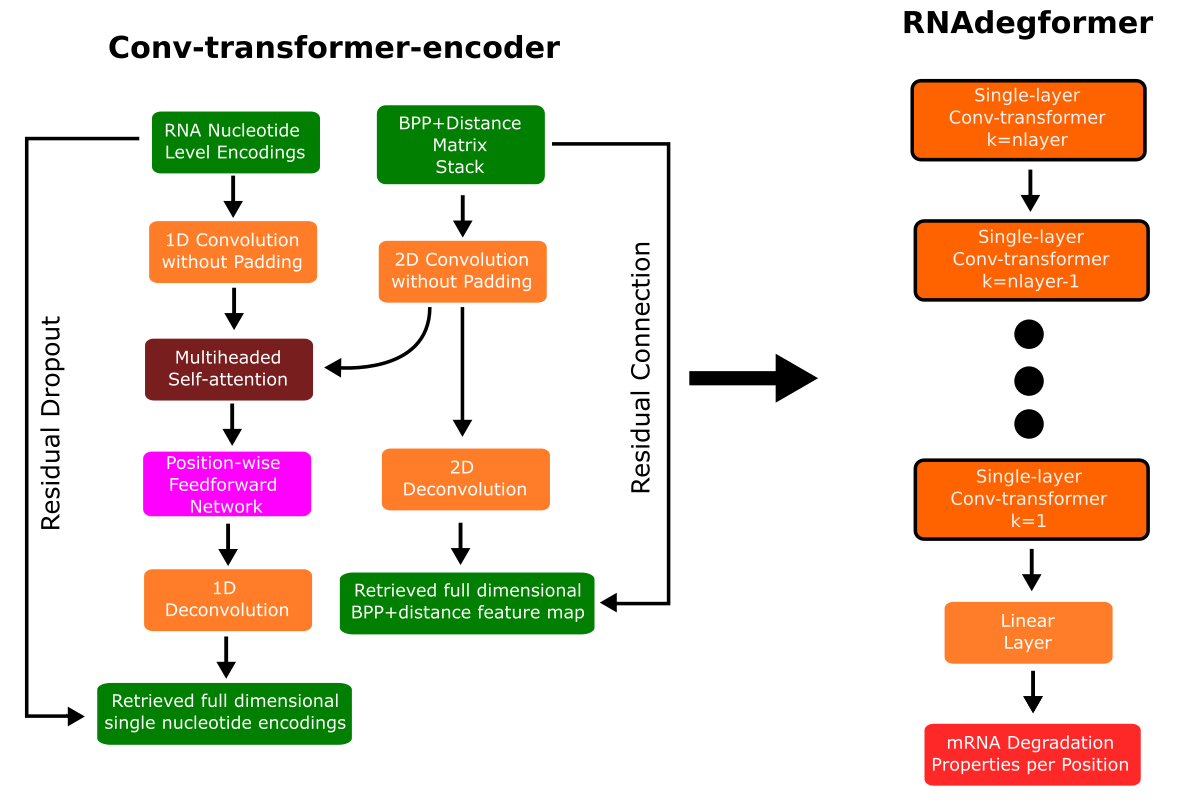 Conv-transformer-encoder
RNA Nucleotide
Level Encodings
1D Convolution
without Padding
Multiheaded
Self-attention
Position-wise
Feedforward
Network
1D
Deconvolution
Retrieved full dimensional
single nucleotide encodings
Residual Dropout
BPP+Distance
Matrix
Stack
2D Convolution
without Padding
2D
Deconvolution
Retrieved full dimensional
BPP+distance feature map
Residual Connection
RNAdegformer
Single-layer
Conv-transformer
k=nlayer
Single-layer
Conv-transformer
k=nlayer-1
Single-layer
Conv-transformer
k=1
Linear
Layer
mRNA Degradation
Properties per Position